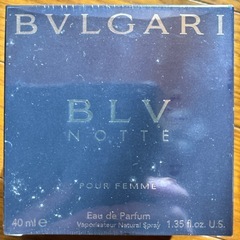 BVLGARI
BLV
NOTTE
POUR FEMME
Eau de Parfum
40 ml e Vaporisateur Natural Spray 1.35 fl.oz. U.S.